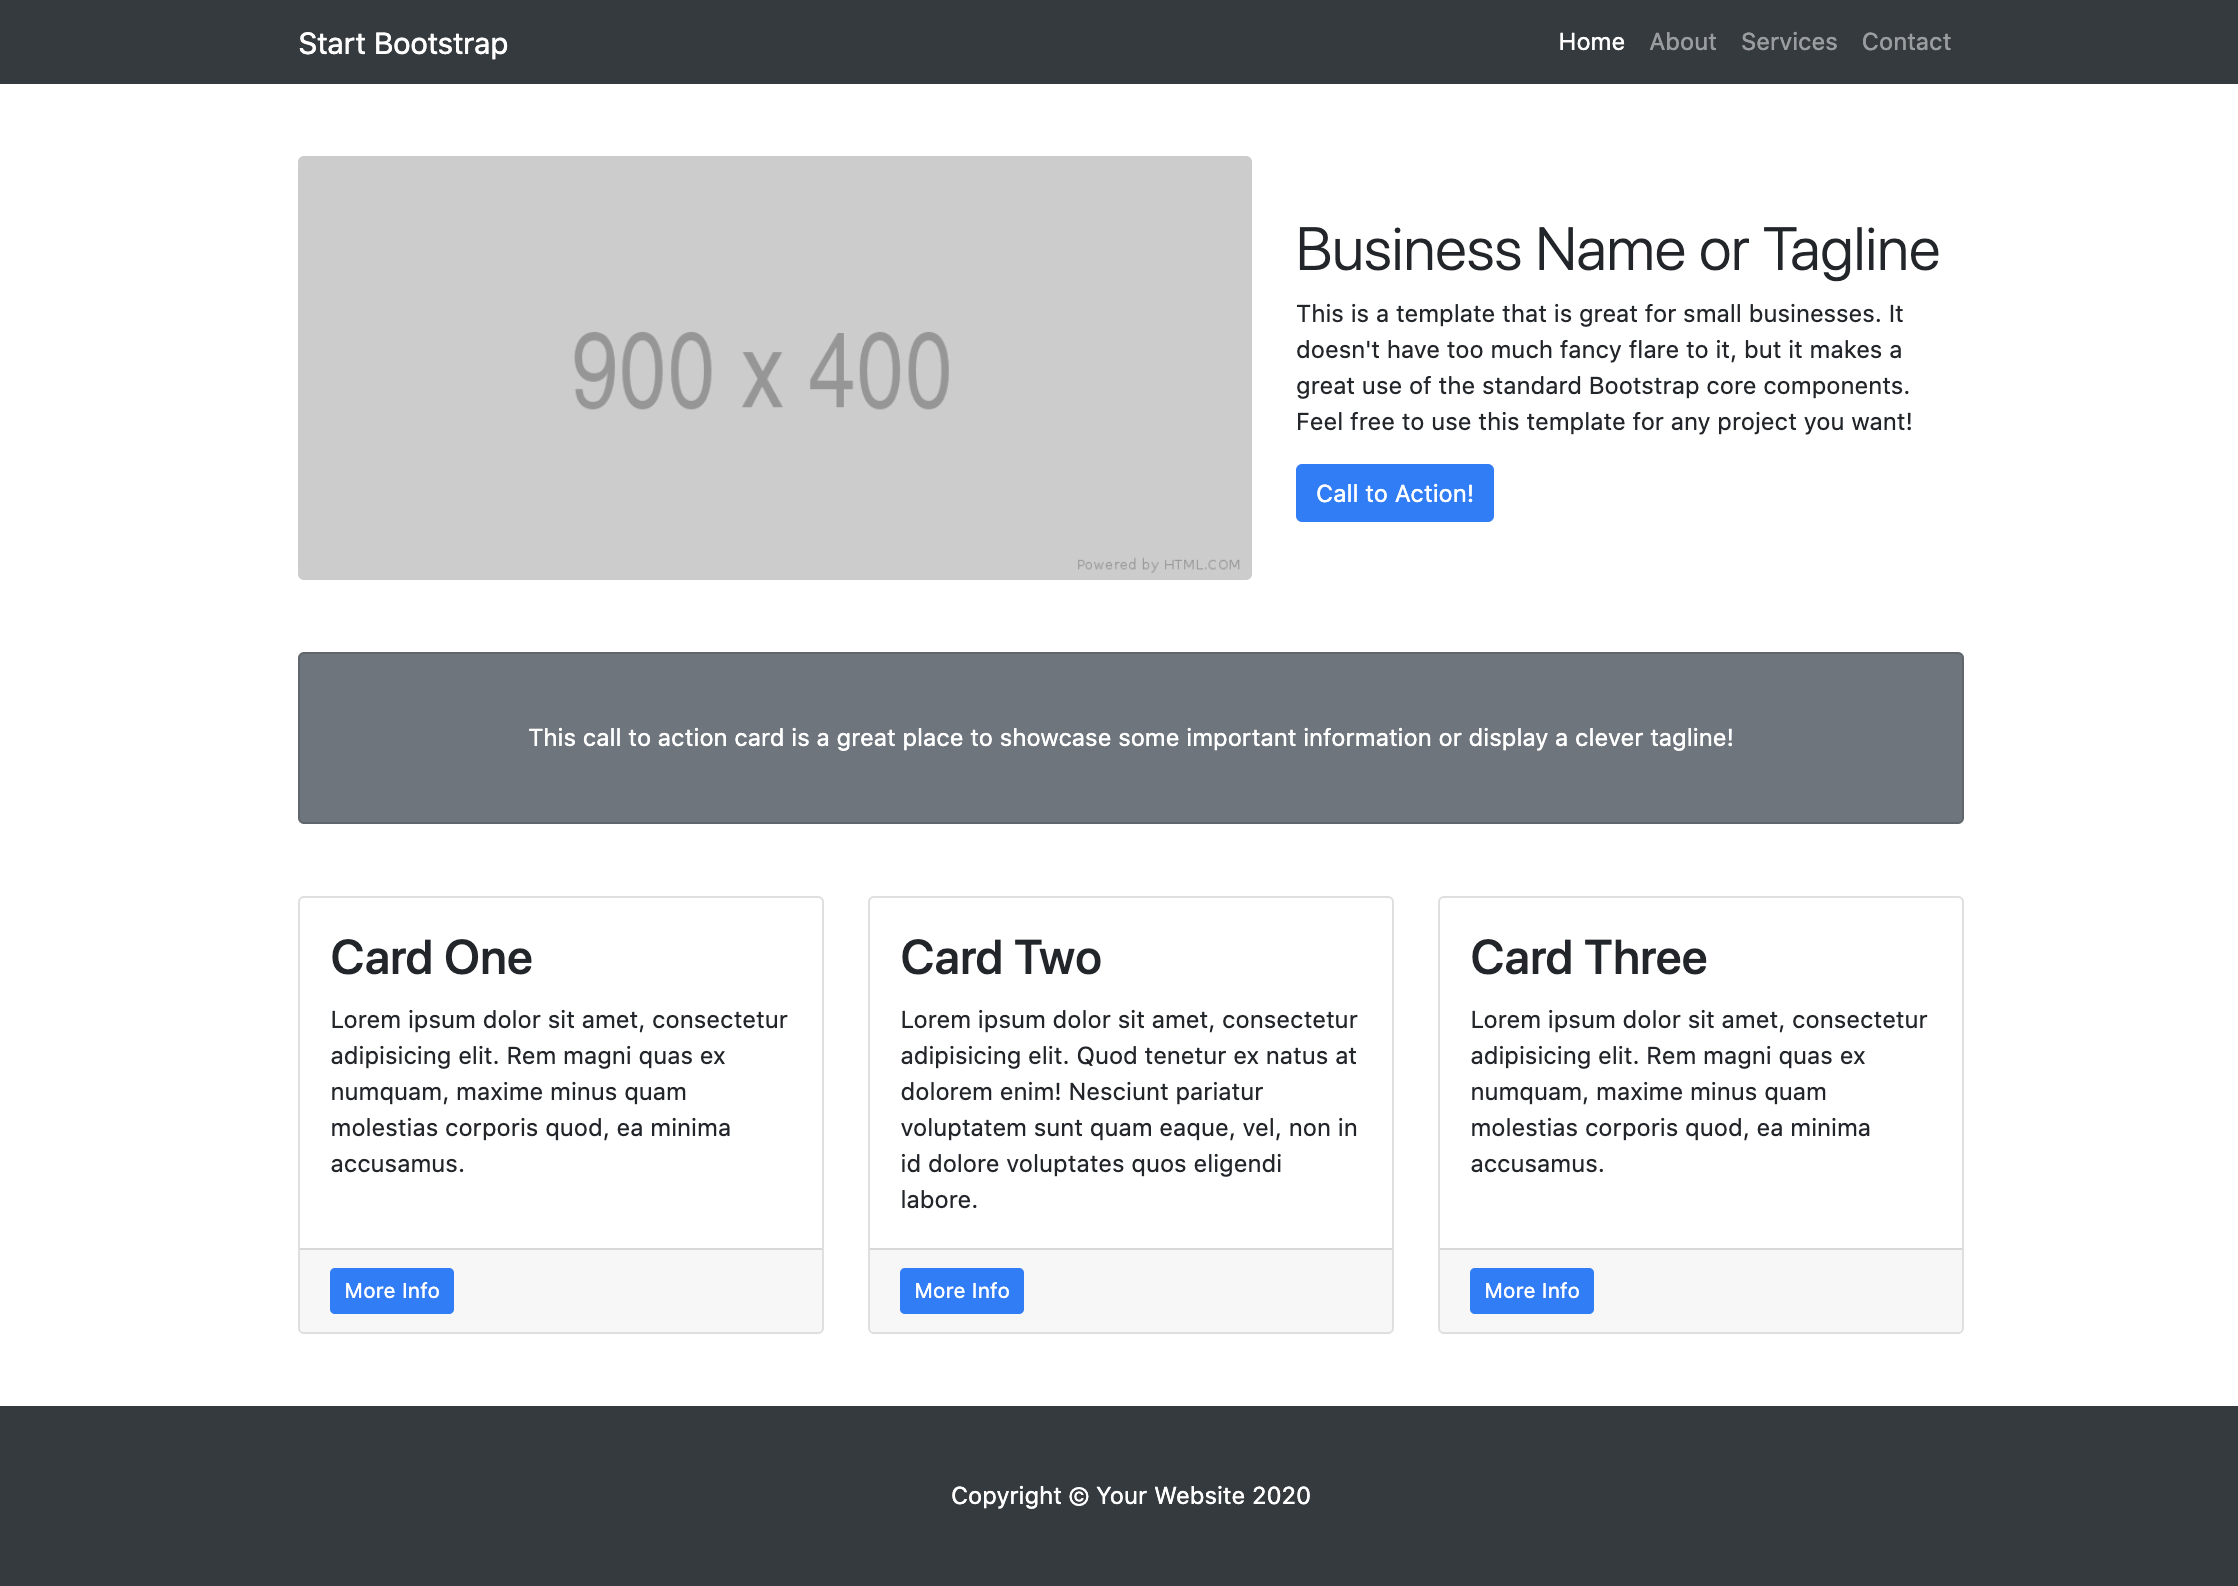 Start Bootstrap
Home About Services Contact
900 x 400
Powered by HTML.COM
Business Name or Tagline
This is a template that is great for small businesses. It
doesn't have too much fancy flare to it, but it makes a
great use of the standard Bootstrap core components.
Feel free to use this template for any project you want!
Call to Action!
This call to action card is a great place to showcase some important information or display a clever tagline!
Card One
Lorem ipsum dolor sit amet, consectetur
adipisicing elit. Rem magni quas ex
numquam, maxime minus quam
molestias corporis quod, ea minima
accusamus.
More Info
Card Two
Lorem ipsum dolor sit amet, consectetur
adipisicing elit. Quod tenetur ex natus at
dolorem enim! Nesciunt pariatur
voluptatem sunt quam eaque, vel, non in
id dolore voluptates quos eligendi
labore.
More Info
Card Three
Lorem ipsum dolor sit amet, consectetur
adipisicing elit. Rem magni quas ex
numquam, maxime minus quam
molestias corporis quod, ea minima
accusamus.
More Info
Copyright © Your Website 2020